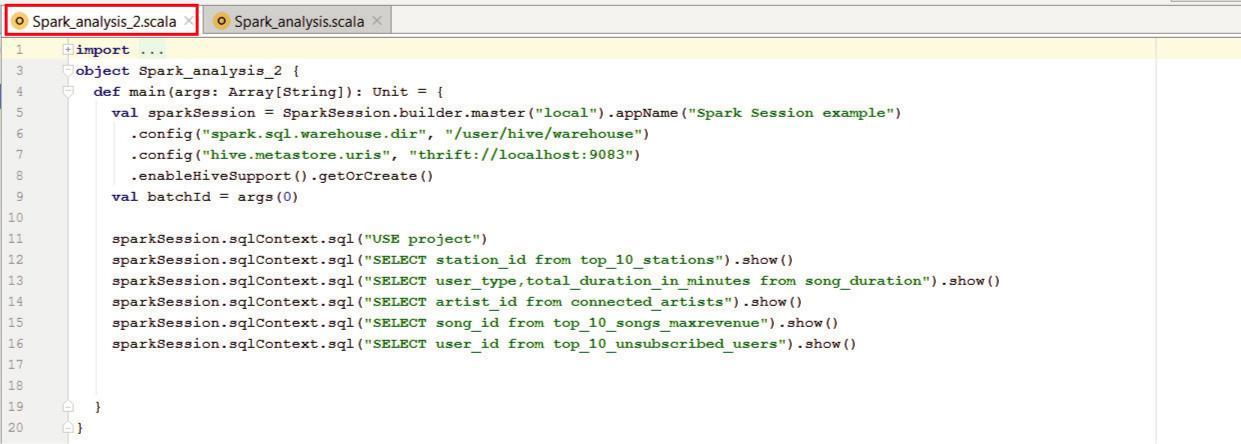 Spark_analysis_2.scala Spark_analysis.scala
1 import ...
3 object Spark_analysis_2 {
4 def main(args: Array[String]): Unit = {
5 val sparkSession = SparkSession.builder.master("local").appName("Spark Session example")
6 .config("spark.sql.warehouse.dir", "/user/hive/warehouse")
7 .config("hive.metastore.uris", "thrift://localhost:9083")
8 .enableHiveSupport().getOrCreate()
9 val batchId = args(0)
10
11 sparkSession.sqlContext.sql("USE project")
12 sparkSession.sqlContext.sql("SELECT station_id from top_10_stations").show()
13 sparkSession.sqlContext.sql("SELECT user_type,total_duration_in_minutes from song_duration").show()
14 sparkSession.sqlContext.sql("SELECT artist_id from connected_artists").show()
15 sparkSession.sqlContext.sql("SELECT song_id from top_10_songs_maxrevenue").show()
16 sparkSession.sqlContext.sql("SELECT user_id from top_10_unsubscribed_users").show()
17
18
19 }
20 }